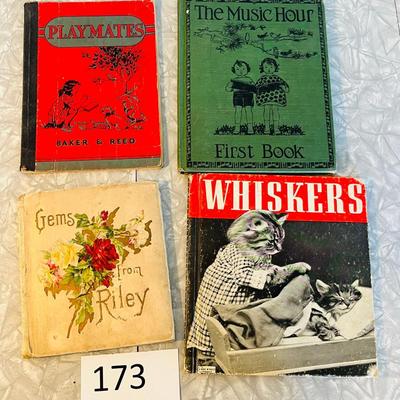 PLAYMATES
BAKER & REED
The Music Hour
First Book
Gems
from
Riley
WHISKERS
173